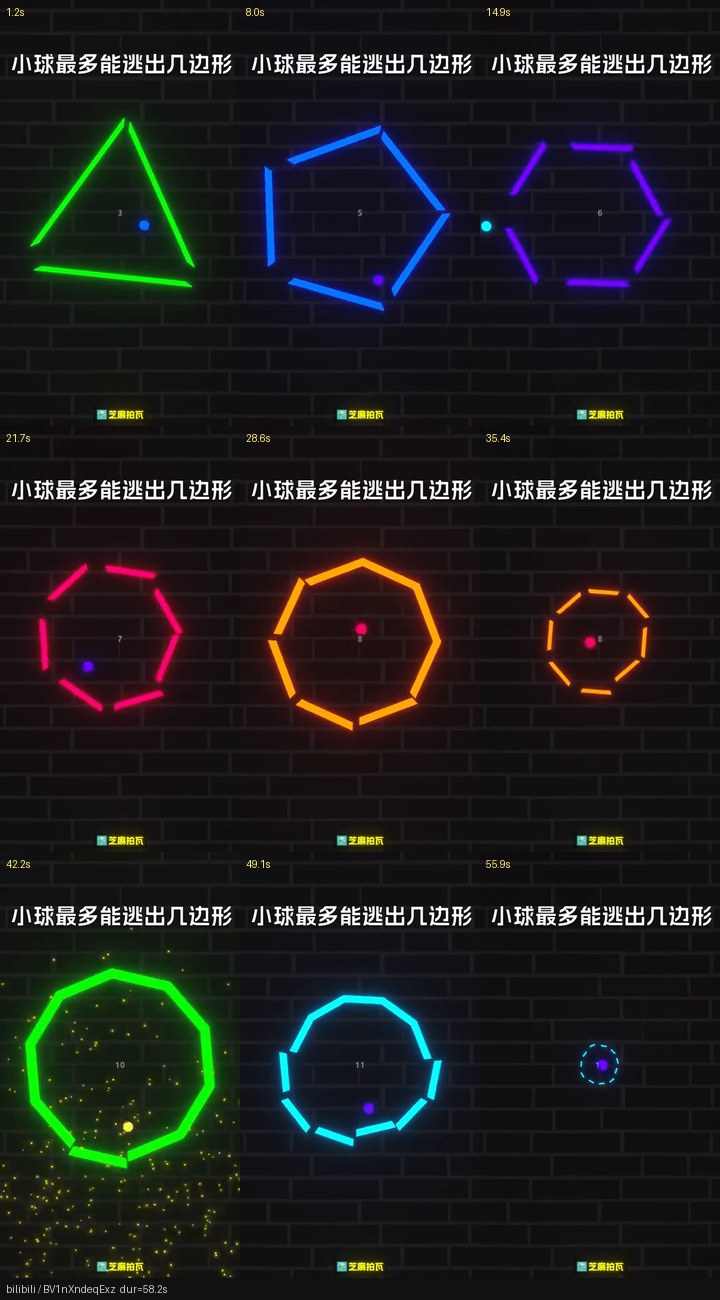 1.2s
8.0s
14.9s
小球最多能逃出几边形
小球最多能逃出几边形
小球最多能逃出几边形
3
5
6
芝麻拍瓦
芝麻拍瓦
芝麻拍瓦
21.7s
28.6s
35.4s
小球最多能逃出几边形
小球最多能逃出几边形
小球最多能逃出几边形
7
8
8
芝麻拍瓦
芝麻拍瓦
芝麻拍瓦
42.2s
49.1s
55.9s
小球最多能逃出几边形
小球最多能逃出几边形
小球最多能逃出几边形
10
11
芝麻拍瓦
芝麻拍瓦
芝麻拍瓦
bilibili/BV1nXndeqExz dur=58.2s